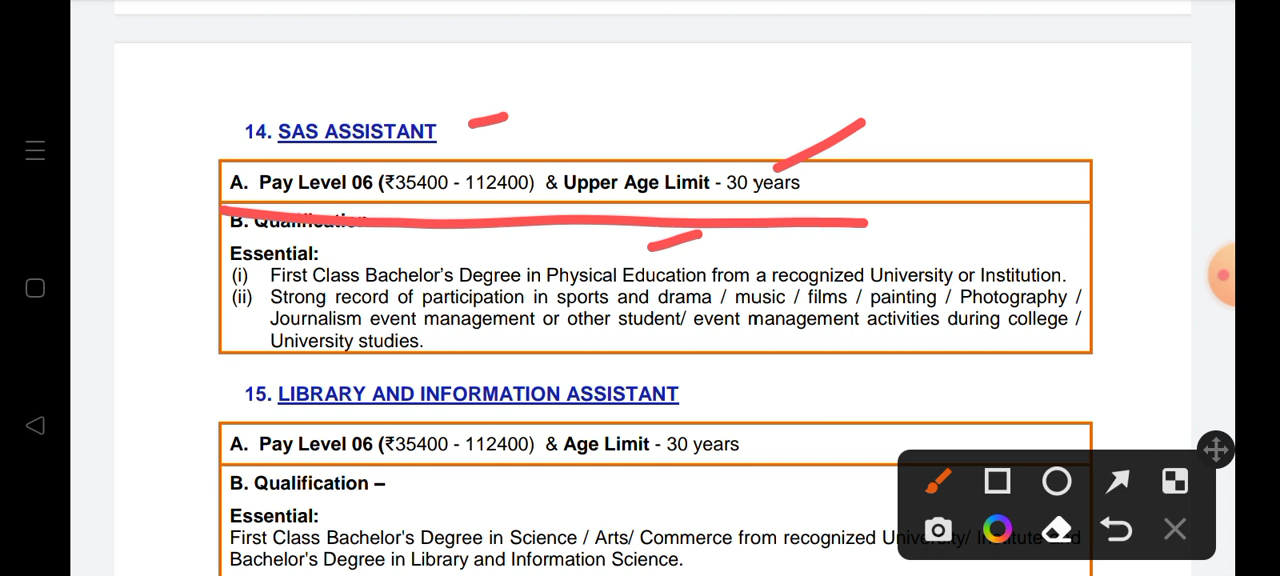 14. SAS ASSISTANT
A. Pay Level 06 (₹35400 - 112400) & Upper Age Limit - 30 years
B. Qualification
Essential:
(i) First Class Bachelor’s Degree in Physical Education from a recognized University or Institution.
(ii) Strong record of participation in sports and drama / music / films / painting / Photography /
Journalism event management or other student/ event management activities during college /
University studies.
15. LIBRARY AND INFORMATION ASSISTANT
A. Pay Level 06 (₹35400 - 112400) & Age Limit - 30 years
B. Qualification –
Essential:
First Class Bachelor's Degree in Science / Arts/ Commerce from recognized University/ Institute and
Bachelor's Degree in Library and Information Science.